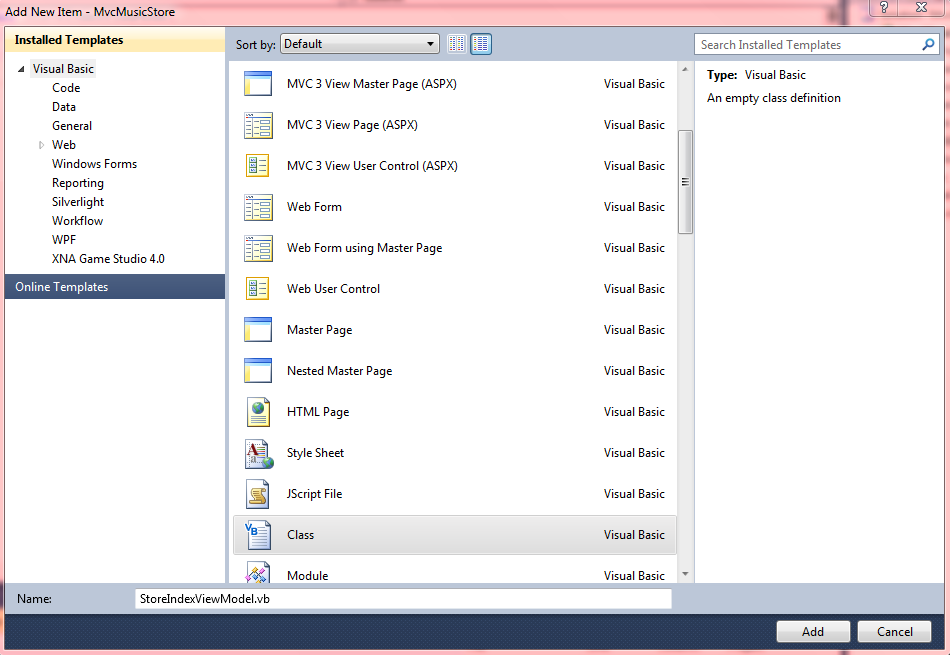 Add New Item - MvcMusicStore
?
Installed Templates
Visual Basic
Code
Data
General
Web
Windows Forms
Reporting
Silverlight
Workflow
WPF
XNA Game Studio 4.0
Online Templates
Sort by: Default
MVC 3 View Master Page (ASPX) Visual Basic
MVC 3 View Page (ASPX) Visual Basic
MVC 3 View User Control (ASPX) Visual Basic
Web Form Visual Basic
Web Form using Master Page Visual Basic
Web User Control Visual Basic
Master Page Visual Basic
Nested Master Page Visual Basic
HTML Page Visual Basic
Style Sheet Visual Basic
JScript File Visual Basic
VB Class Visual Basic
Module Visual Basic
Search Installed Templates
Type: Visual Basic
An empty class definition
Name: StoreIndexViewModel.vb
Add Cancel